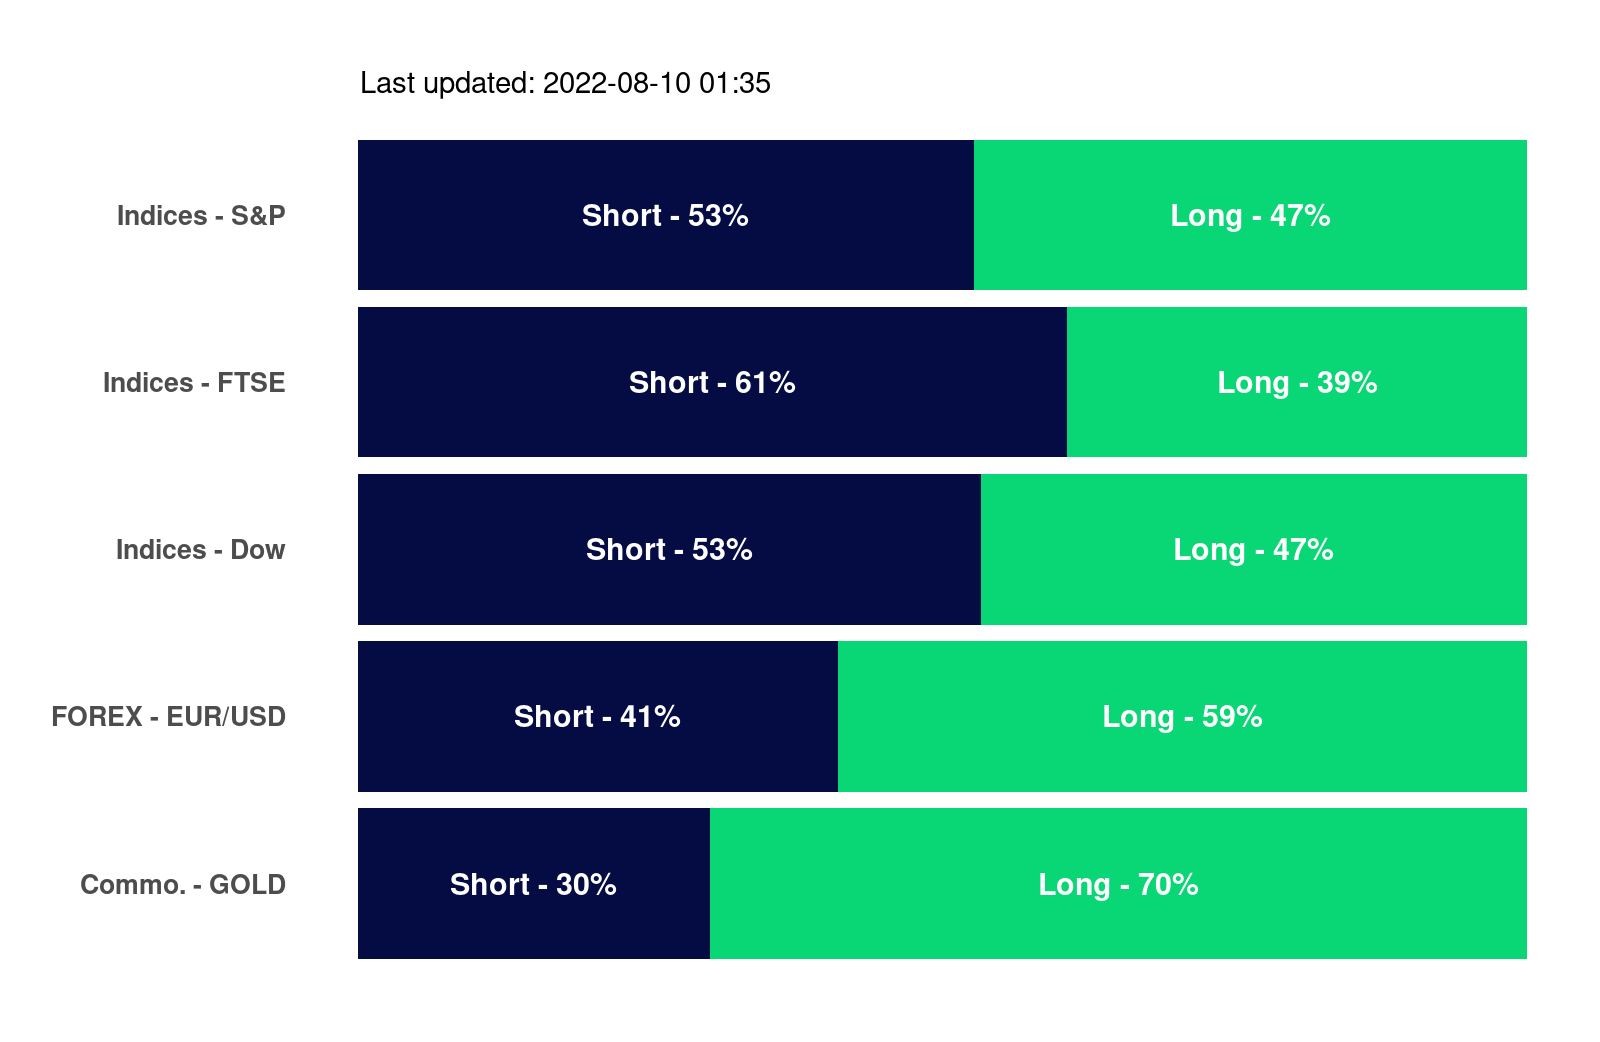 Last updated: 2022-08-10 01:35
Indices - S&P
Short - 53%
Long - 47%
Indices - FTSE
Short - 61%
Long - 39%
Indices - Dow
Short - 53%
Long - 47%
FOREX - EUR/USD
Short - 41%
Long - 59%
Commo. - GOLD
Short - 30%
Long - 70%